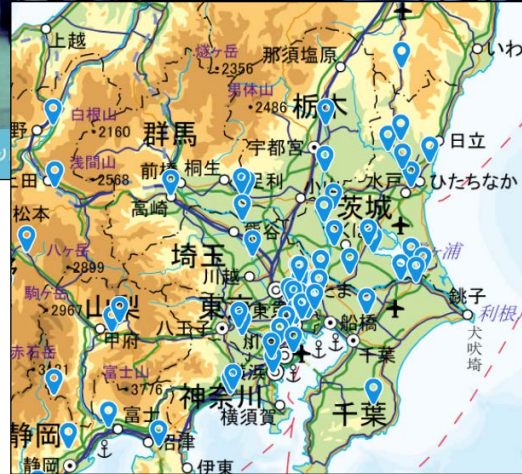 上越
燧ヶ岳
2356
那須塩原
いわ
男体山
2486
栃木
白根山
2160
野
群馬
宇都宮
日立
浅間山
2568
前橋
桐生
足利
水戸
ひたちなか
田
高崎
小山
茨城
松本
熊谷
つくば
ヶ浦
八ヶ岳
2899
埼玉
川越
駒ヶ岳
2967
山梨
東京
八王子
甲府
船橋
銚子
利根
犬吠埼
赤石岳
千葉
富士山
3776
神奈川
横須賀
千葉
静岡
富士
沼津
静岡
伊東